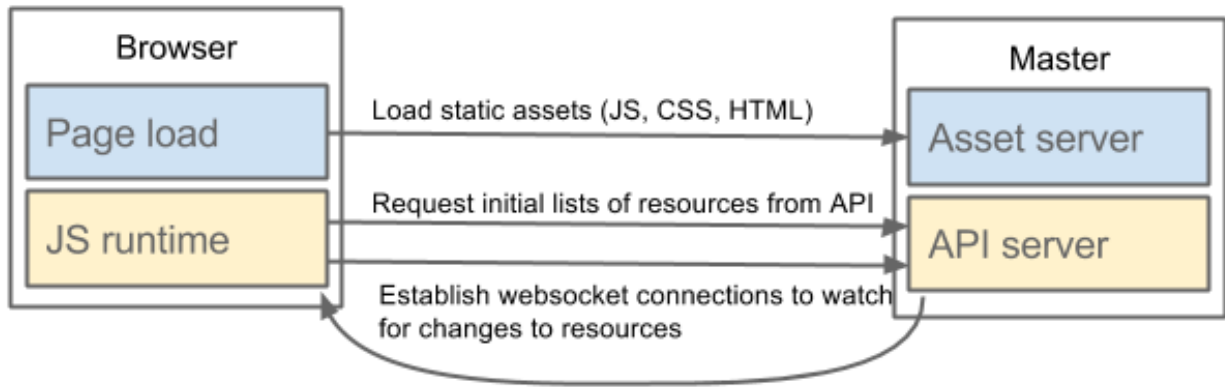 Browser
Master
Page load
Load static assets (JS, CSS, HTML)
Asset server
JS runtime
Request initial lists of resources from API
API server
Establish websocket connections to watch
for changes to resources